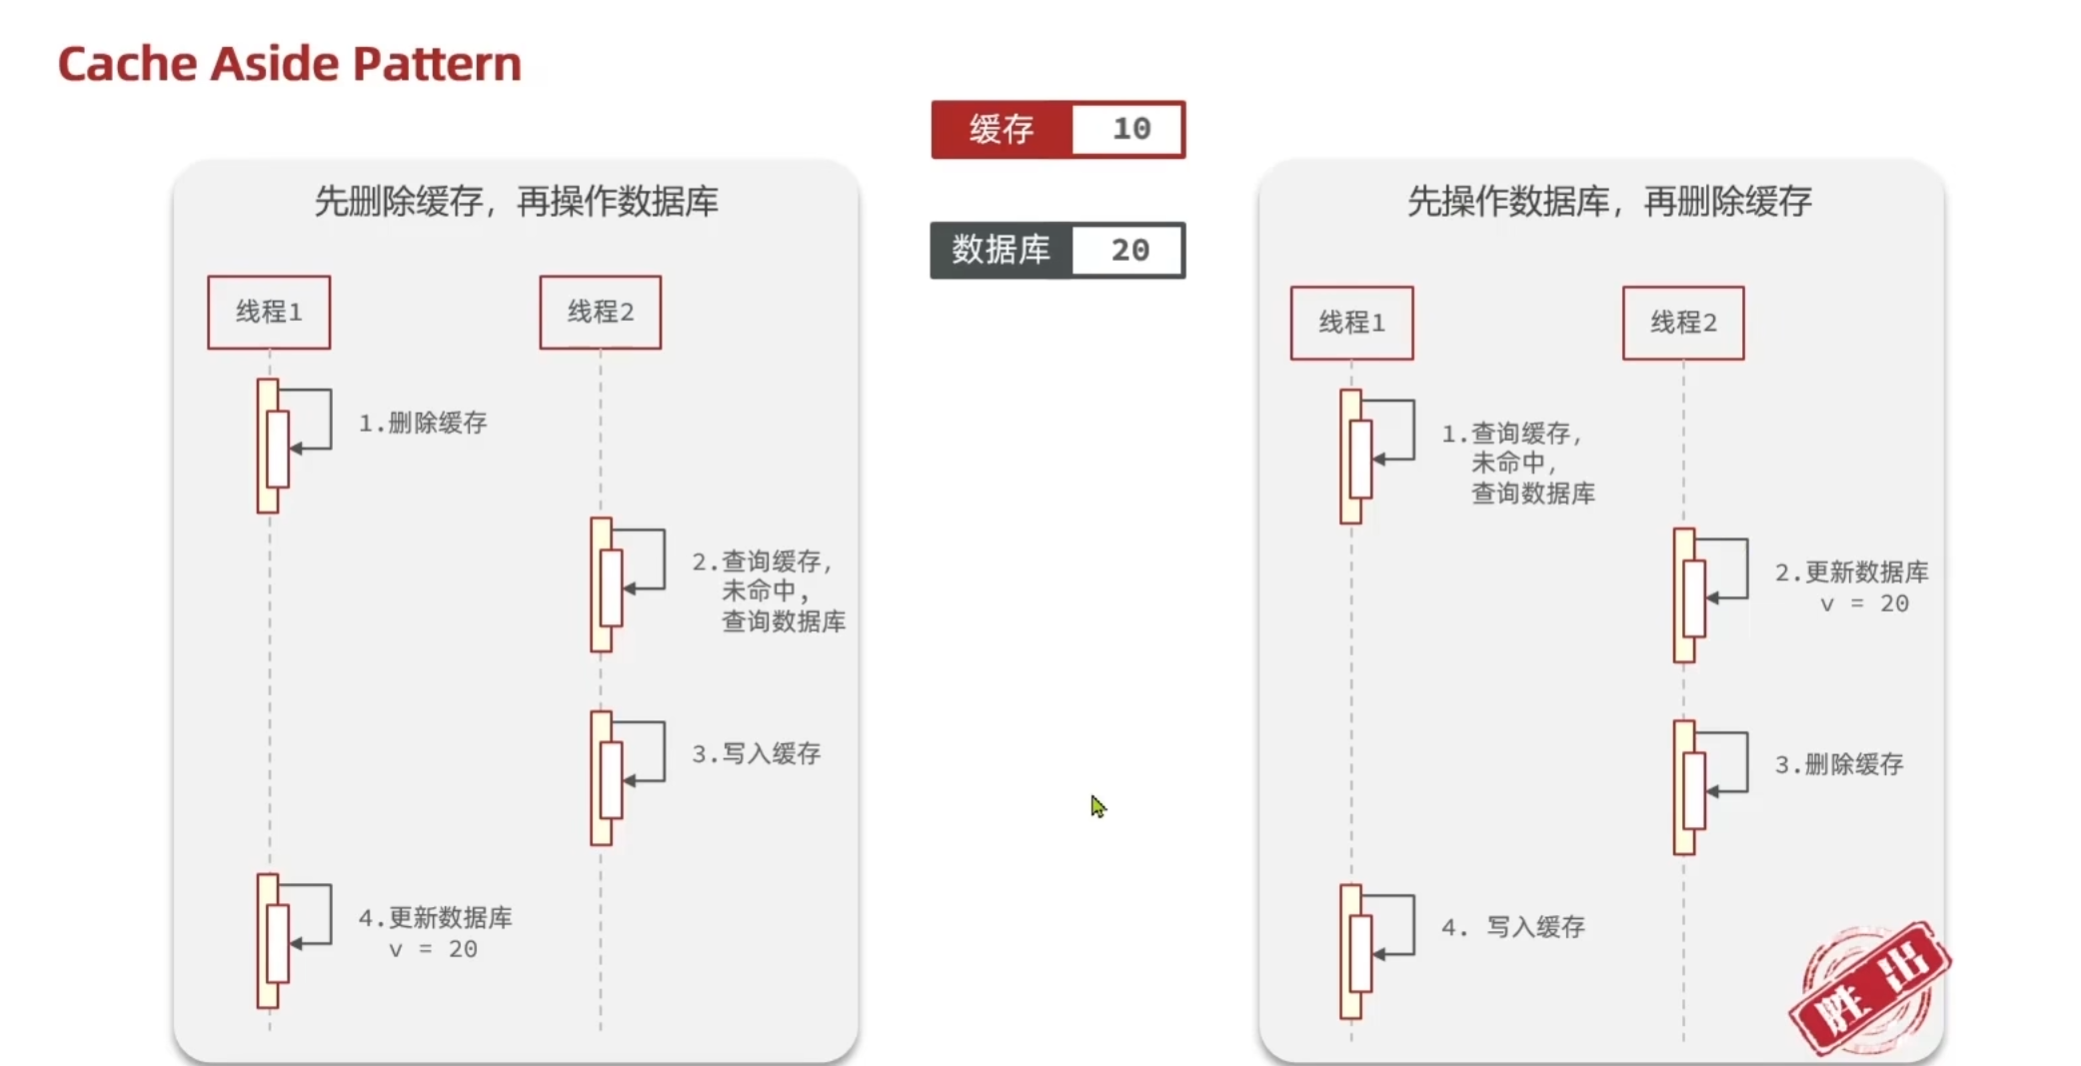 Cache Aside Pattern
缓存 10
数据库 20
先删除缓存，再操作数据库
线程1
线程2
1.删除缓存
2.查询缓存，
未命中，
查询数据库
3.写入缓存
4.更新数据库
v = 20
先操作数据库，再删除缓存
线程1
线程2
1.查询缓存，
未命中，
查询数据库
2.更新数据库
v = 20
3.删除缓存
4. 写入缓存
胜出